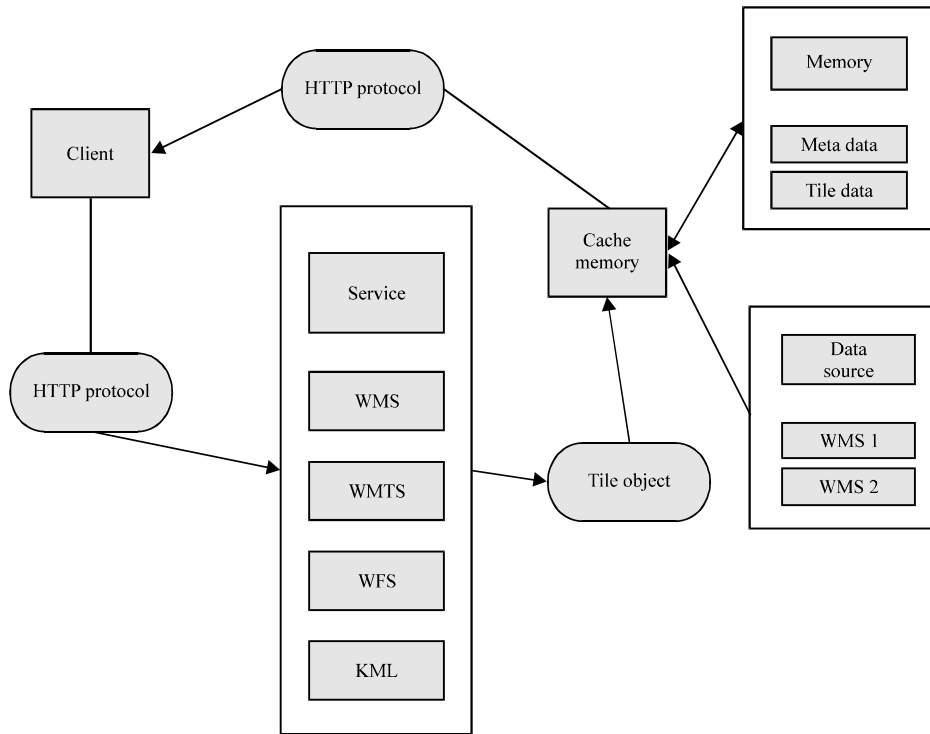 HTTP protocol
Memory
Client
Meta data
Tile data
Cache
memory
Service
HTTP protocol
WMS
WMTS
WFS
KML
Tile object
Data
source
WMS 1
WMS 2